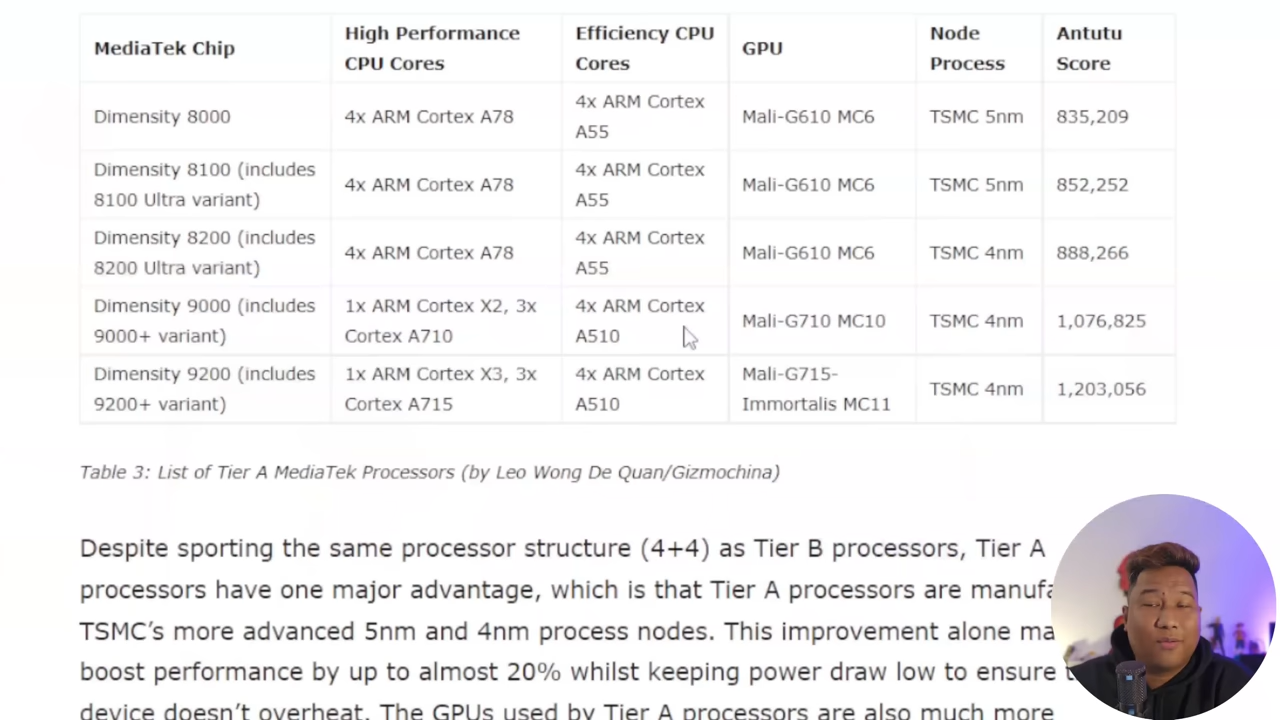 MediaTek Chip
High Performance
CPU Cores
Efficiency CPU
Cores
GPU
Node
Process
Antutu
Score
Dimensity 8000
4x ARM Cortex A78
4x ARM Cortex
A55
Mali-G610 MC6
TSMC 5nm
835,209
Dimensity 8100 (includes
8100 Ultra variant)
4x ARM Cortex A78
4x ARM Cortex
A55
Mali-G610 MC6
TSMC 5nm
852,252
Dimensity 8200 (includes
8200 Ultra variant)
4x ARM Cortex A78
4x ARM Cortex
A55
Mali-G610 MC6
TSMC 4nm
888,266
Dimensity 9000 (includes
9000+ variant)
1x ARM Cortex X2, 3x
Cortex A710
4x ARM Cortex
A510
Mali-G710 MC10
TSMC 4nm
1,076,825
Dimensity 9200 (includes
9200+ variant)
1x ARM Cortex X3, 3x
Cortex A715
4x ARM Cortex
A510
Mali-G715-
Immortalis MC11
TSMC 4nm
1,203,056
Table 3: List of Tier A MediaTek Processors (by Leo Wong De Quan/Gizmochina)
Despite sporting the same processor structure (4+4) as Tier B processors, Tier A
processors have one major advantage, which is that Tier A processors are manufa
TSMC’s more advanced 5nm and 4nm process nodes. This improvement alone ma
boost performance by up to almost 20% whilst keeping power draw low to ensure
device doesn’t overheat. The GPUs used by Tier A processors are also much more